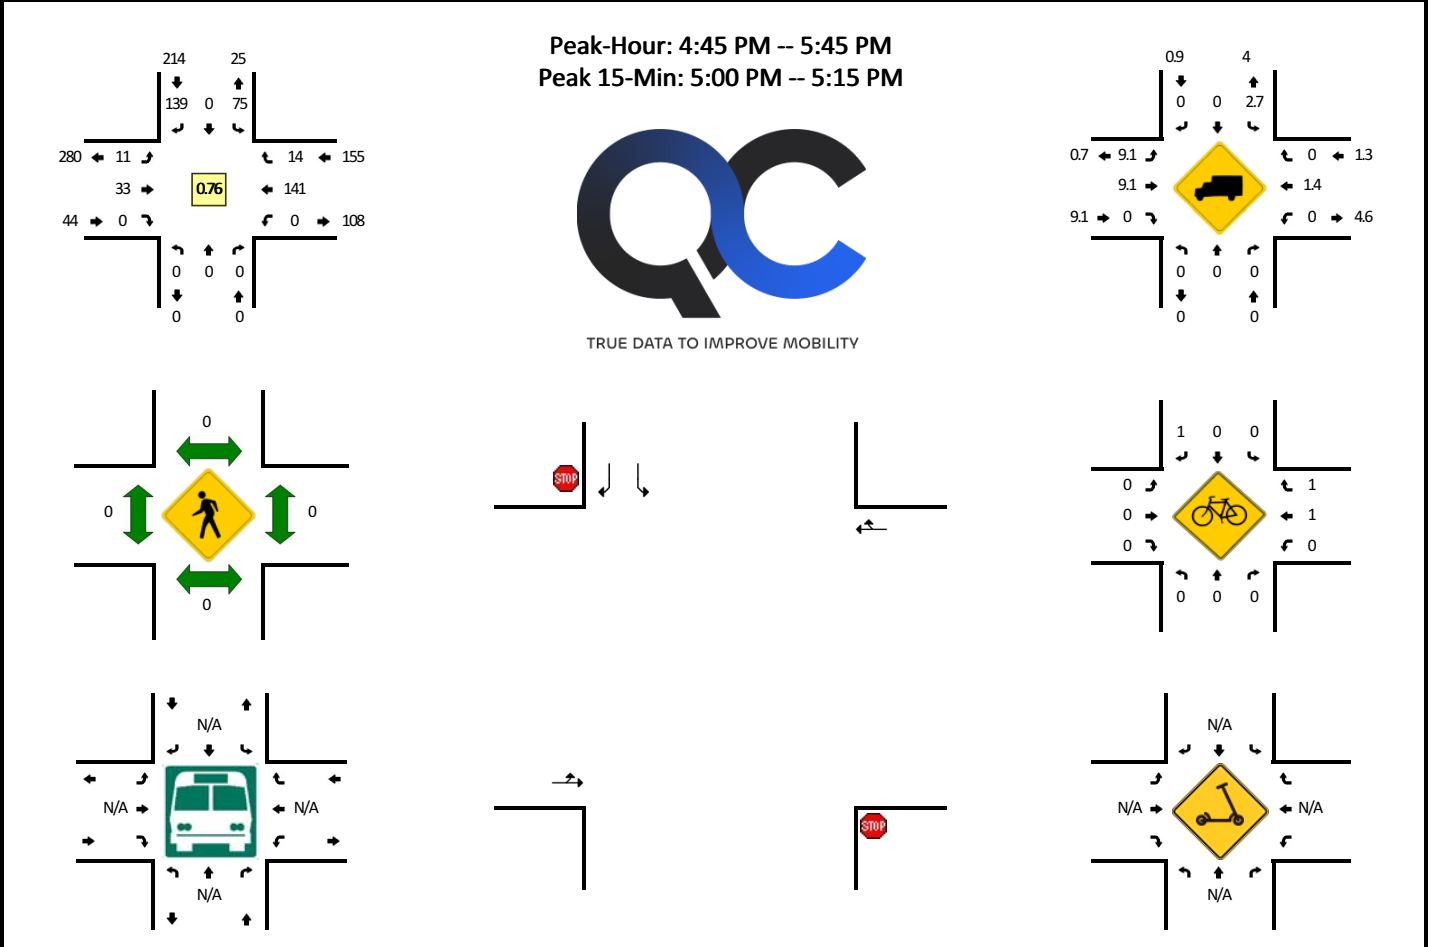 Peak-Hour: 4:45 PM -- 5:45 PM
Peak 15-Min: 5:00 PM -- 5:15 PM
214 25
139 0 75
280 11 14 155
33 0.76 141
44 0 0 108
0 0 0
0 0
0.9 4
0 0 2.7
0.7 9.1 0 1.3
9.1 1.4
9.1 0 0 4.6
0 0 0
0 0
TRUE DATA TO IMPROVE MOBILITY
0
0 0
0
STOP
STOP
1 0 0
0 1
0 1
0 0
0 0 0
N/A
N/A N/A
N/A
N/A
N/A N/A
N/A